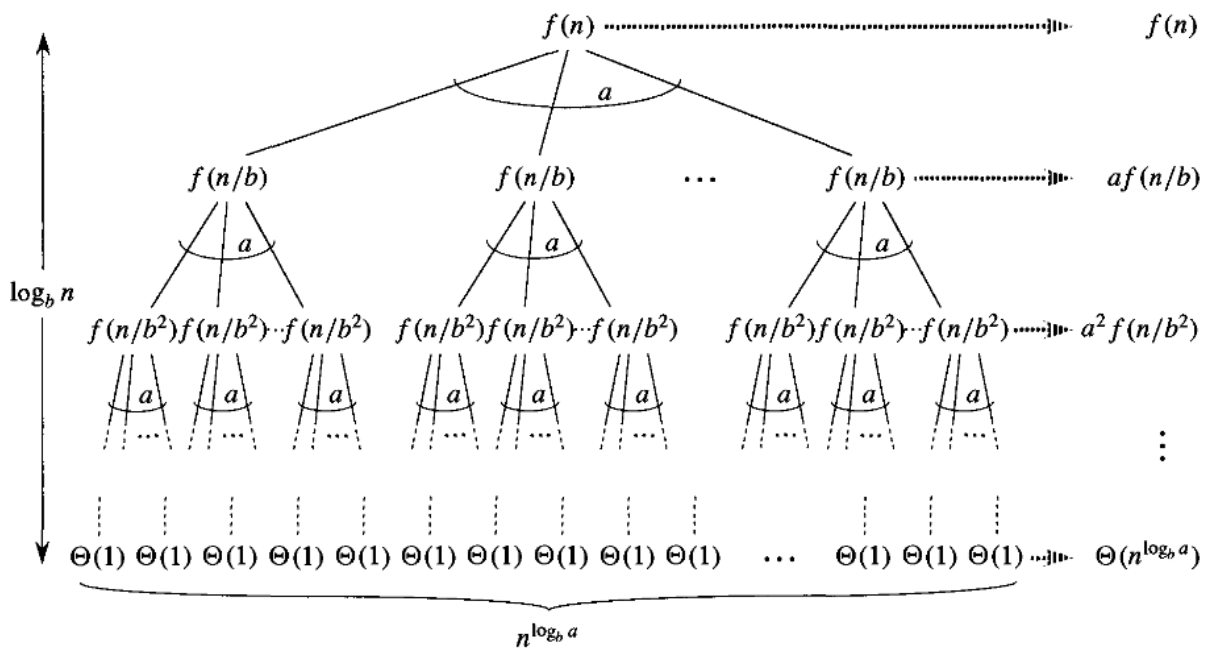 f(n) f(n)
a
f(n/b) f(n/b) ... f(n/b) af(n/b)
a a a
log_b n
f(n/b²) f(n/b²) ... f(n/b²) f(n/b²) f(n/b²) ... f(n/b²) f(n/b²) f(n/b²) ... f(n/b²) a² f(n/b²)
a a a a a a a a a
... ... ... ... ... ... ... ... ...
⋮
Θ(1) Θ(1) Θ(1) Θ(1) Θ(1) Θ(1) Θ(1) Θ(1) Θ(1) Θ(1) ... Θ(1) Θ(1) Θ(1) Θ(n^{log_b a})
n^{log_b a}